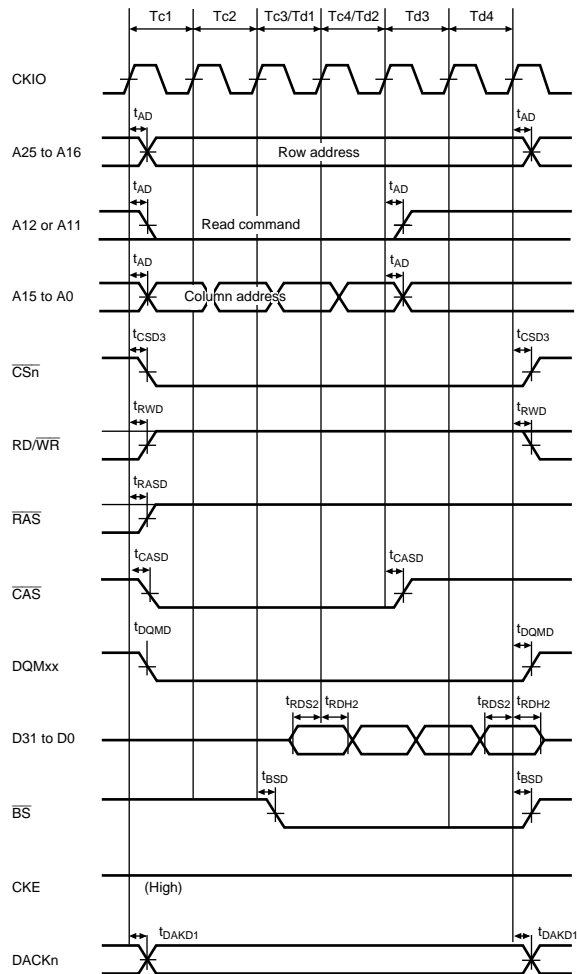 Tc1 Tc2 Tc3/Td1 Tc4/Td2 Td3 Td4
CKIO
tAD tAD
A25 to A16 Row address
tAD tAD
A12 or A11 Read command
tAD tAD
A15 to A0 Column address
tCSD3 tCSD3
CSn
tRWD tRWD
RD/WR
tRASD
RAS
tCASD tCASD
CAS
tDQMD tDQMD
DQMxx
tRDS2 tRDH2 tRDS2 tRDH2
D31 to D0
tBSD tBSD
BS
CKE (High)
tDAKD1 tDAKD1
DACKn